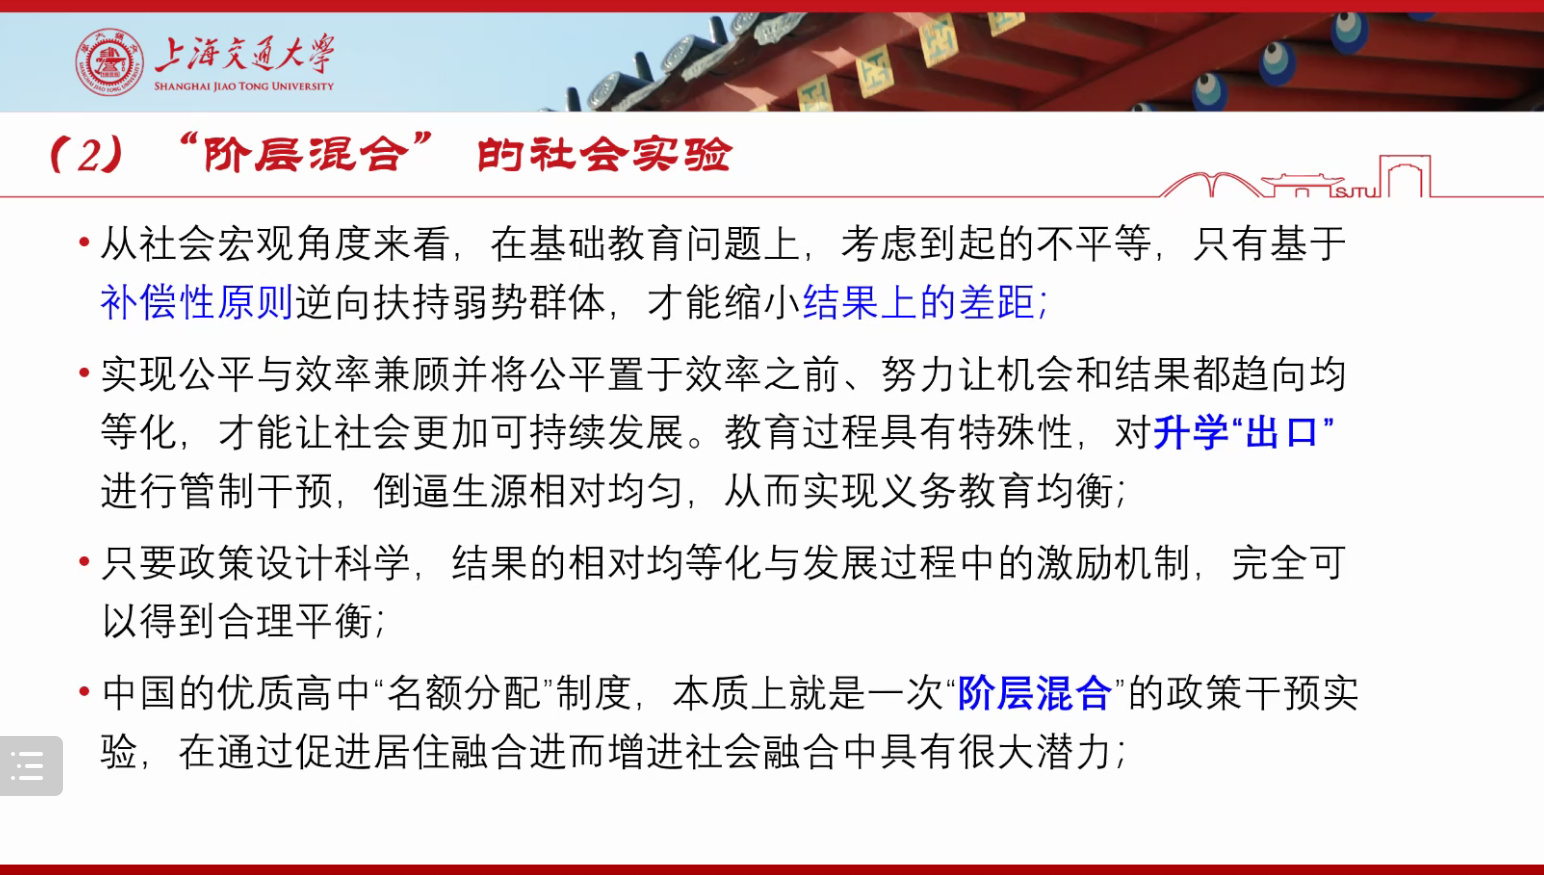 上海交通大学
SHANGHAI JIAO TONG UNIVERSITY
（2） “阶层混合” 的社会实验
SJTU
•从社会宏观角度来看，在基础教育问题上，考虑到起的不平等，只有基于
补偿性原则逆向扶持弱势群体，才能缩小结果上的差距；
•实现公平与效率兼顾并将公平置于效率之前、努力让机会和结果都趋向均
等化，才能让社会更加可持续发展。教育过程具有特殊性，对升学“出口”
进行管制干预，倒逼生源相对均匀，从而实现义务教育均衡；
•只要政策设计科学，结果的相对均等化与发展过程中的激励机制，完全可
以得到合理平衡；
•中国的优质高中“名额分配”制度，本质上就是一次“阶层混合”的政策干预实
验，在通过促进居住融合进而增进社会融合中具有很大潜力；